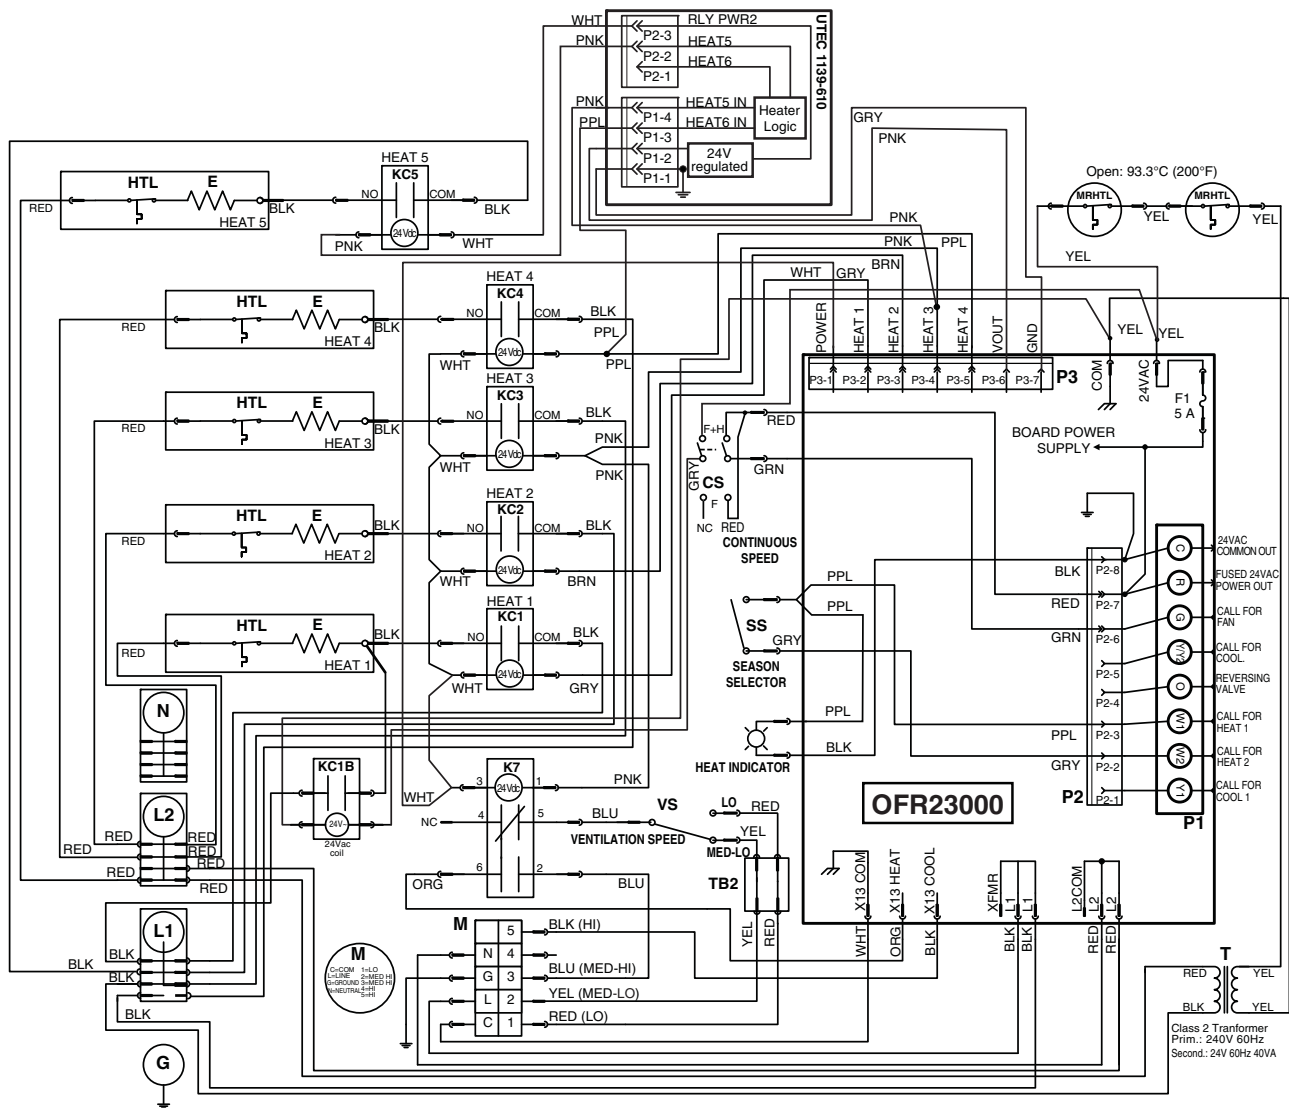 WHT
RLY PWR2
P2-3
PNK
HEAT5
P2-2
HEAT6
P2-1
UTEC 1139-610
PNK
HEAT5 IN
P1-4
PPL
HEAT6 IN
P1-3
Heater
Logic
P1-2
24V
regulated
P1-1
GRY
PNK
Open: 93.3°C (200°F)
MRHTL
MRHTL
YEL
YEL
YEL
HEAT 5
KC5
HTL
E
RED
BLK
HEAT 5
NO
COM
BLK
24Vdc
PNK
WHT
PNK
PPL
PNK
BRN
WHT
GRY
HEAT 4
KC4
HTL
E
RED
BLK
HEAT 4
NO
COM
BLK
PPL
24Vdc
WHT
PPL
POWER
HEAT 1
HEAT 2
HEAT 3
HEAT 4
VOUT
GND
YEL
YEL
P3-1
P3-2
P3-3
P3-4
P3-5
P3-6
P3-7
P3
COM
24VAC
F1
5 A
BOARD POWER
SUPPLY
HEAT 3
KC3
HTL
E
RED
BLK
HEAT 3
NO
COM
BLK
PNK
24Vdc
WHT
PNK
RED
F+H
GRY
GRN
CS
F
NC
RED
CONTINUOUS
SPEED
HEAT 2
KC2
HTL
E
RED
BLK
HEAT 2
NO
COM
BLK
24Vdc
WHT
BRN
HEAT 1
KC1
HTL
E
RED
BLK
HEAT 1
NO
COM
BLK
24Vdc
WHT
GRY
PPL
PPL
SS
GRY
SEASON
SELECTOR
PPL
BLK
HEAT INDICATOR
BLK
P2-8
C
24VAC
COMMON OUT
RED
P2-7
R
FUSED 24VAC
POWER OUT
GRN
P2-6
G
CALL FOR
FAN
P2-5
Y/Y2
CALL FOR
COOL.
P2-4
O
REVERSING
VALVE
PPL
P2-3
W1
CALL FOR
HEAT 1
GRY
P2-2
W2
CALL FOR
HEAT 2
P2
P2-1
Y1
CALL FOR
COOL 1
P1
OFR23000
N
L2
RED
RED
RED
RED
RED
RED
KC1B
24V~
24Vac
coil
WHT
K7
3
24Vdc
1
PNK
NC
4
5
BLU
VS
VENTILATION SPEED
LO
RED
YEL
MED-LO
6
2
ORG
BLU
TB2
YEL
RED
L1
BLK
BLK
BLK
BLK
G
M
C=COM
L=LINE
G=GROUND
N=NEUTRAL
1=LO
2=MED HI
3=MED HI
4=HI
5=HI
M
5
BLK (HI)
N
4
G
3
BLU (MED-HI)
L
2
YEL (MED-LO)
C
1
RED (LO)
X13 COM
X13 HEAT
X13 COOL
XFMR
L1
L1
L2COM
L2
L2
WHT
ORG
BLK
BLK
BLK
RED
RED
T
RED
YEL
BLK
YEL
Class 2 Tranformer
Prim.: 240V 60Hz
Second.: 24V 60Hz 40VA